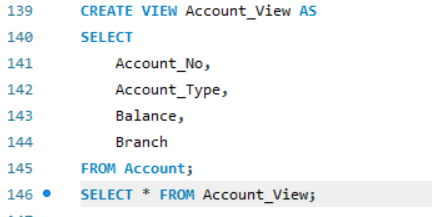 139 CREATE VIEW Account_View AS
140 SELECT
141 Account_No,
142 Account_Type,
143 Balance,
144 Branch
145 FROM Account;
146 SELECT * FROM Account_View;